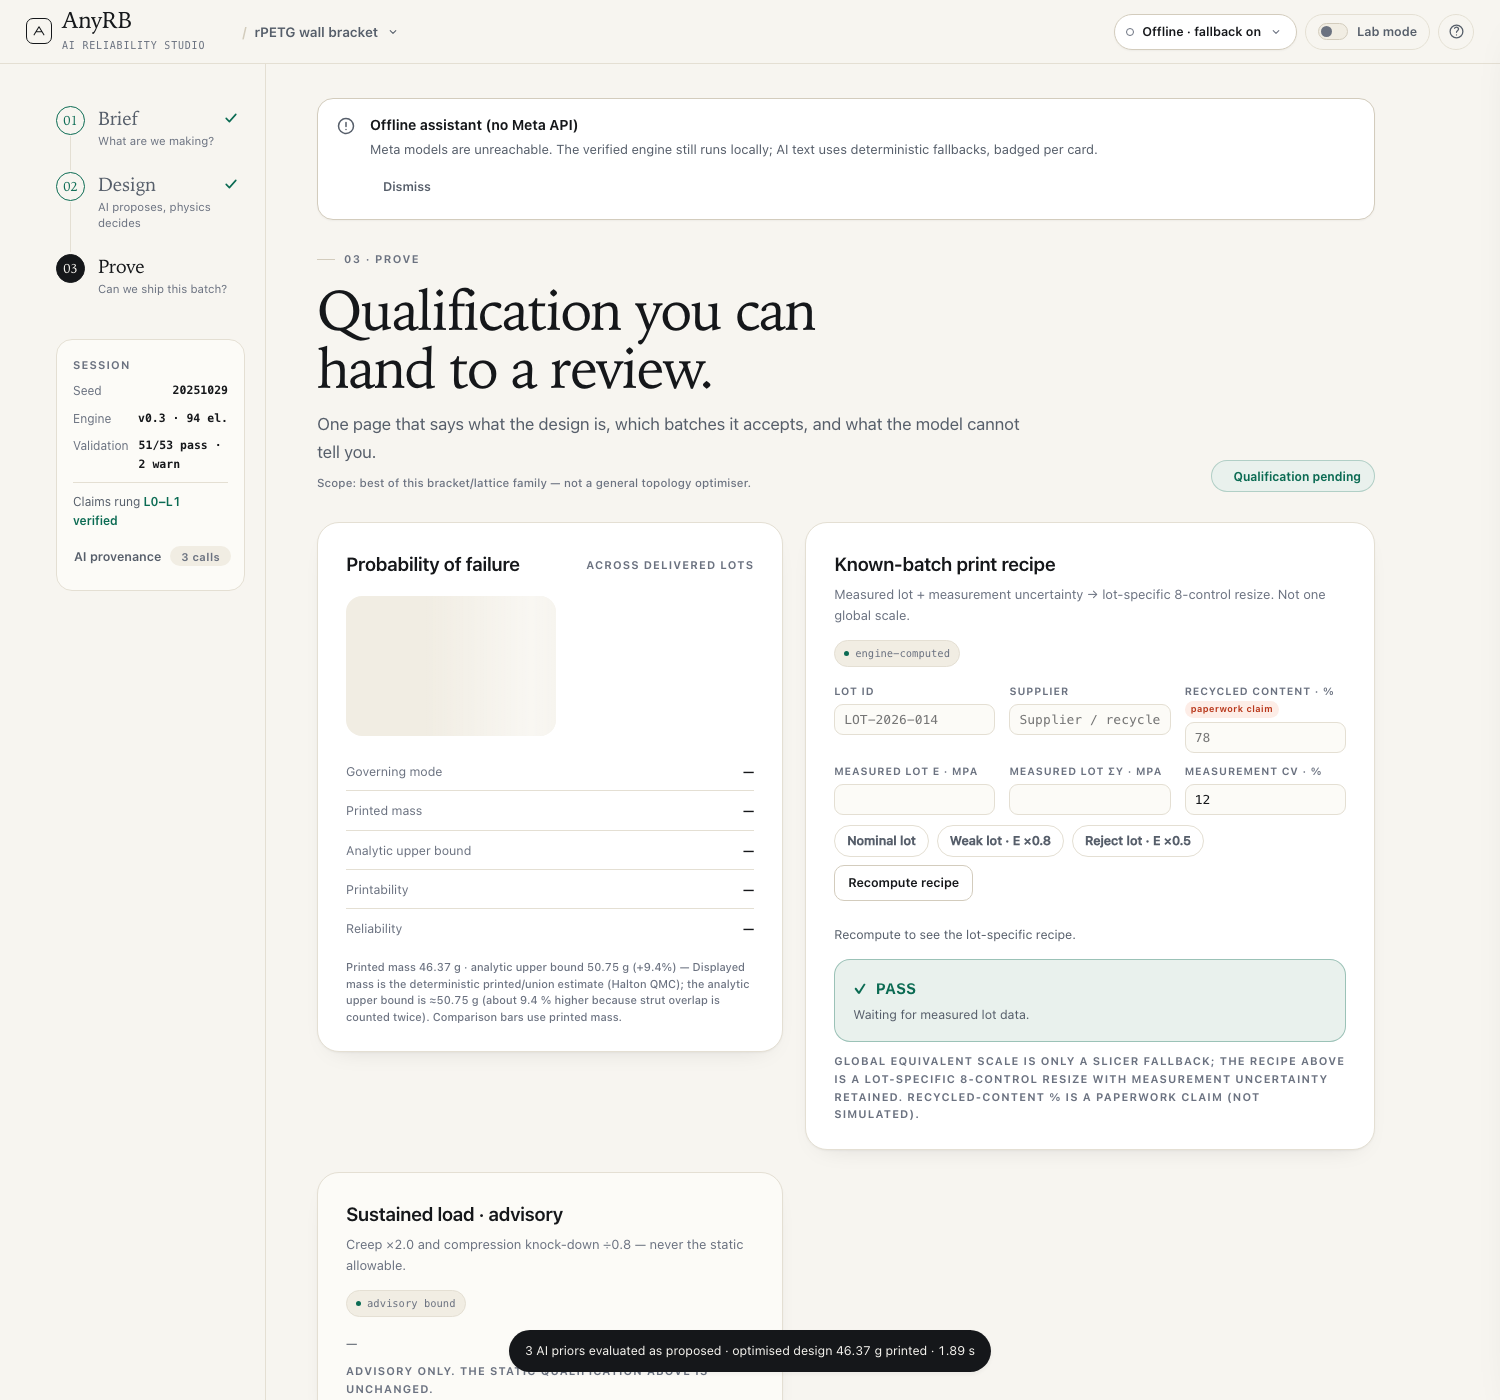 AnyRB
AI RELIABILITY STUDIO
/ rPETG wall bracket
Offline · fallback on
Lab mode
01 Brief
What are we making?
02 Design
AI proposes, physics
decides
03 Prove
Can we ship this batch?
SESSION
Seed 20251029
Engine v0.3 · 94 el.
Validation 51/53 pass ·
2 warn
Claims rung L0–L1
verified
AI provenance 3 calls
Offline assistant (no Meta API)
Meta models are unreachable. The verified engine still runs locally; AI text uses deterministic fallbacks, badged per card.
Dismiss
03 · PROVE
Qualification you can
hand to a review.
One page that says what the design is, which batches it accepts, and what the model cannot
tell you.
Scope: best of this bracket/lattice family — not a general topology optimiser.
Qualification pending
Probability of failure
ACROSS DELIVERED LOTS
Governing mode —
Printed mass —
Analytic upper bound —
Printability —
Reliability —
Printed mass 46.37 g · analytic upper bound 50.75 g (+9.4%) — Displayed
mass is the deterministic printed/union estimate (Halton QMC); the analytic
upper bound is ≈50.75 g (about 9.4 % higher because strut overlap is
counted twice). Comparison bars use printed mass.
Known-batch print recipe
Measured lot + measurement uncertainty → lot-specific 8-control resize. Not one
global scale.
engine-computed
LOT ID
LOT-2026-014
SUPPLIER
Supplier / recycle
RECYCLED CONTENT · %
paperwork claim
78
MEASURED LOT E · MPA
MEASURED LOT ΣY · MPA
MEASUREMENT CV · %
12
Nominal lot
Weak lot · E ×0.8
Reject lot · E ×0.5
Recompute recipe
Recompute to see the lot-specific recipe.
PASS
Waiting for measured lot data.
GLOBAL EQUIVALENT SCALE IS ONLY A SLICER FALLBACK; THE RECIPE ABOVE
IS A LOT-SPECIFIC 8-CONTROL RESIZE WITH MEASUREMENT UNCERTAINTY
RETAINED. RECYCLED-CONTENT % IS A PAPERWORK CLAIM (NOT
SIMULATED).
Sustained load · advisory
Creep ×2.0 and compression knock-down ÷0.8 — never the static
allowable.
advisory bound
—
ADVISORY ONLY. THE STATIC QUALIFICATION ABOVE IS
UNCHANGED.
3 AI priors evaluated as proposed · optimised design 46.37 g printed · 1.89 s